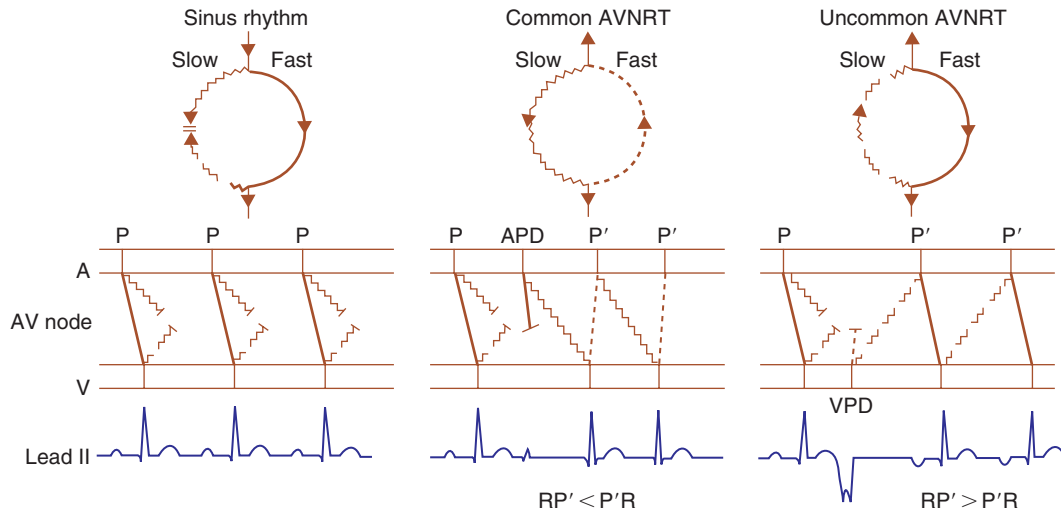 Sinus rhythm
Common AVNRT
Uncommon AVNRT
Slow Fast
Slow Fast
Slow Fast
P P P
P APD P′ P′
P P′ P′
A
AV node
V
VPD
Lead II
RP′ < P′R
RP′ > P′R